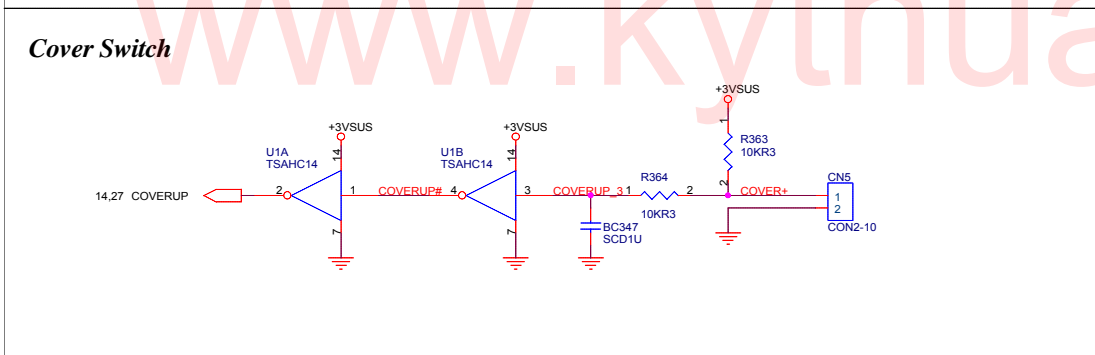 www.kythua
Cover Switch
+3VSUS
+3VSUS
+3VSUS
1
R363
10KR3
2
U1A
TSAHC14
14
U1B
TSAHC14
14
R364
CN5
14,27 COVERUP
2
1
COVERUP#
4
3
COVERUP_3
1
2
COVER+
1
2
10KR3
CON2-10
7
7
BC347
SCD1U